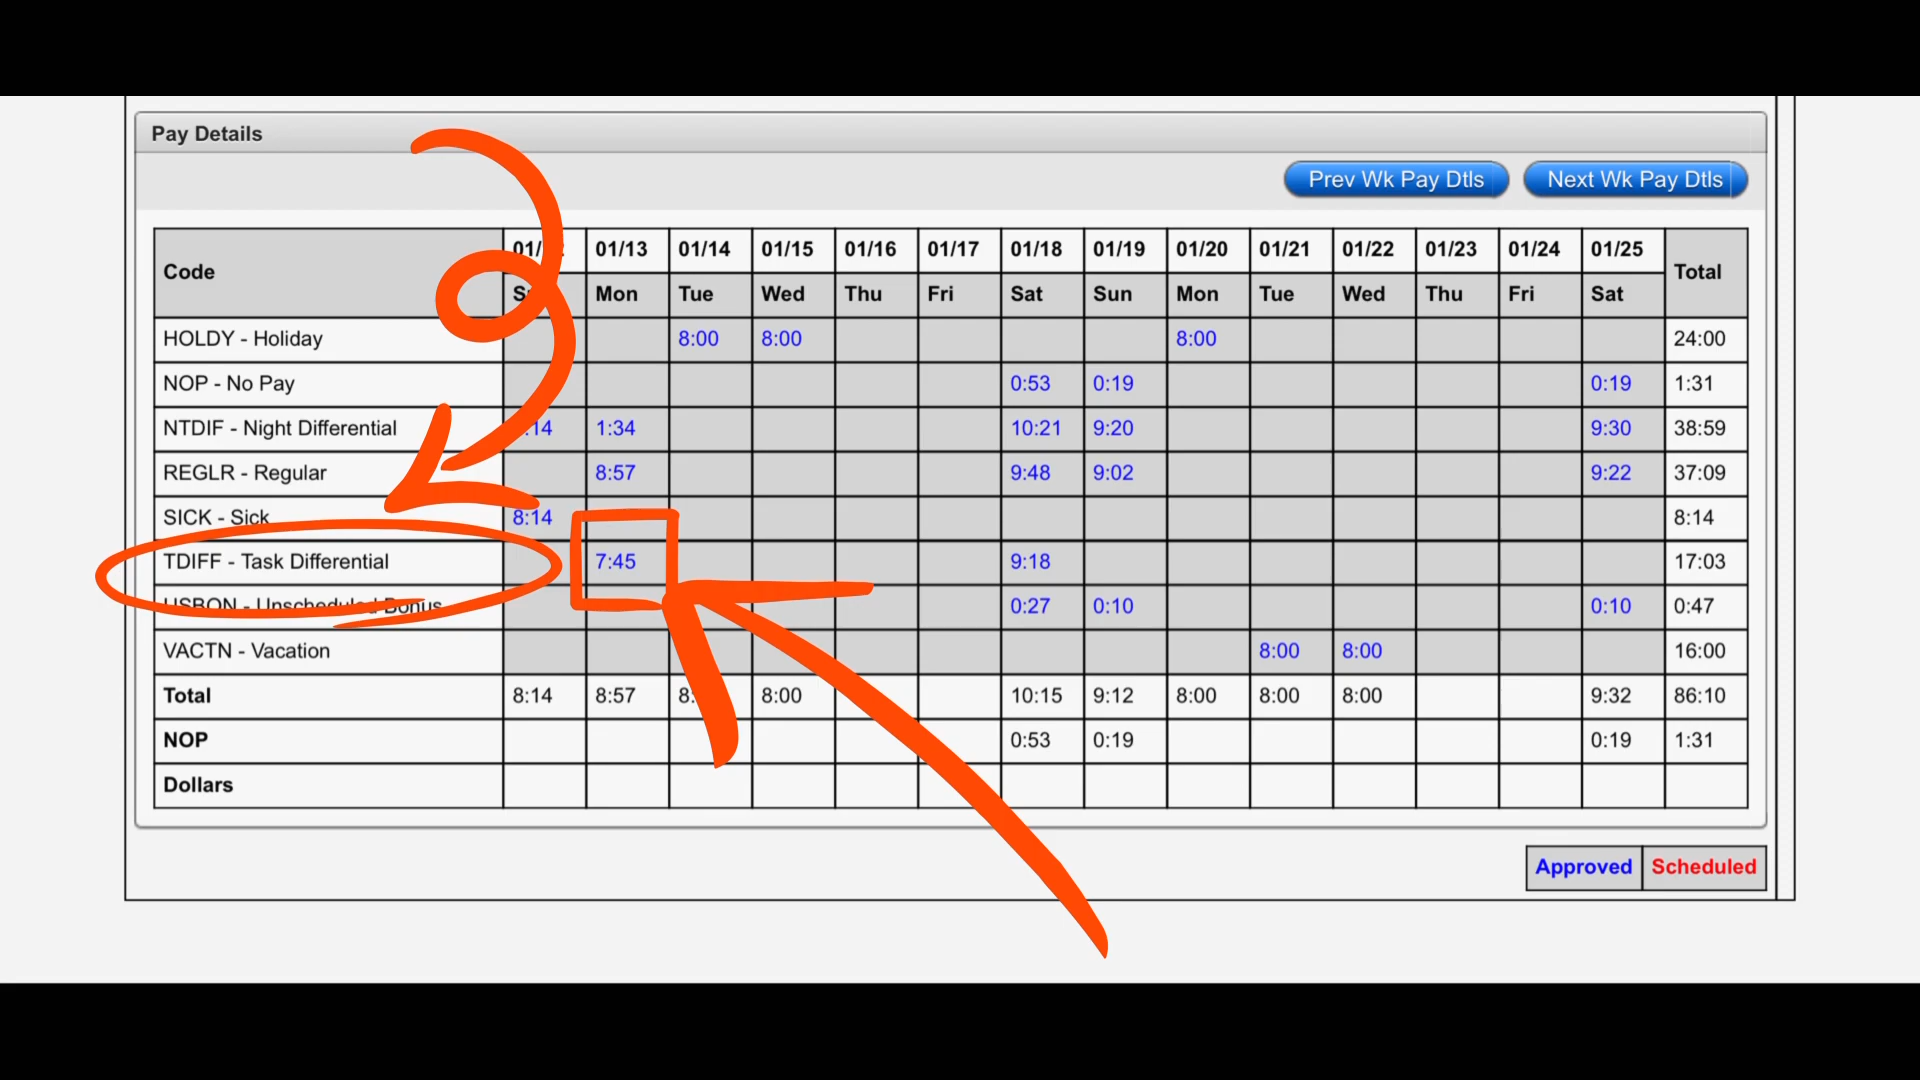 Pay Details
Prev Wk Pay Dtls Next Wk Pay Dtls
Code 01/ 01/13 01/14 01/15 01/16 01/17 01/18 01/19 01/20 01/21 01/22 01/23 01/24 01/25 Total
Mon Tue Wed Thu Fri Sat Sun Mon Tue Wed Thu Fri Sat
HOLDY - Holiday 8:00 8:00 8:00 24:00
NOP - No Pay 0:53 0:19 0:19 1:31
NTDIF - Night Differential :14 1:34 10:21 9:20 9:30 38:59
REGLR - Regular 8:57 9:48 9:02 9:22 37:09
SICK - Sick 8:14 8:14
TDIFF - Task Differential 7:45 9:18 17:03
USBON - Unscheduled Bonus 0:27 0:10 0:10 0:47
VACTN - Vacation 8:00 8:00 16:00
Total 8:14 8:57 8: 8:00 10:15 9:12 8:00 8:00 8:00 9:32 86:10
NOP 0:53 0:19 0:19 1:31
Dollars
Approved Scheduled